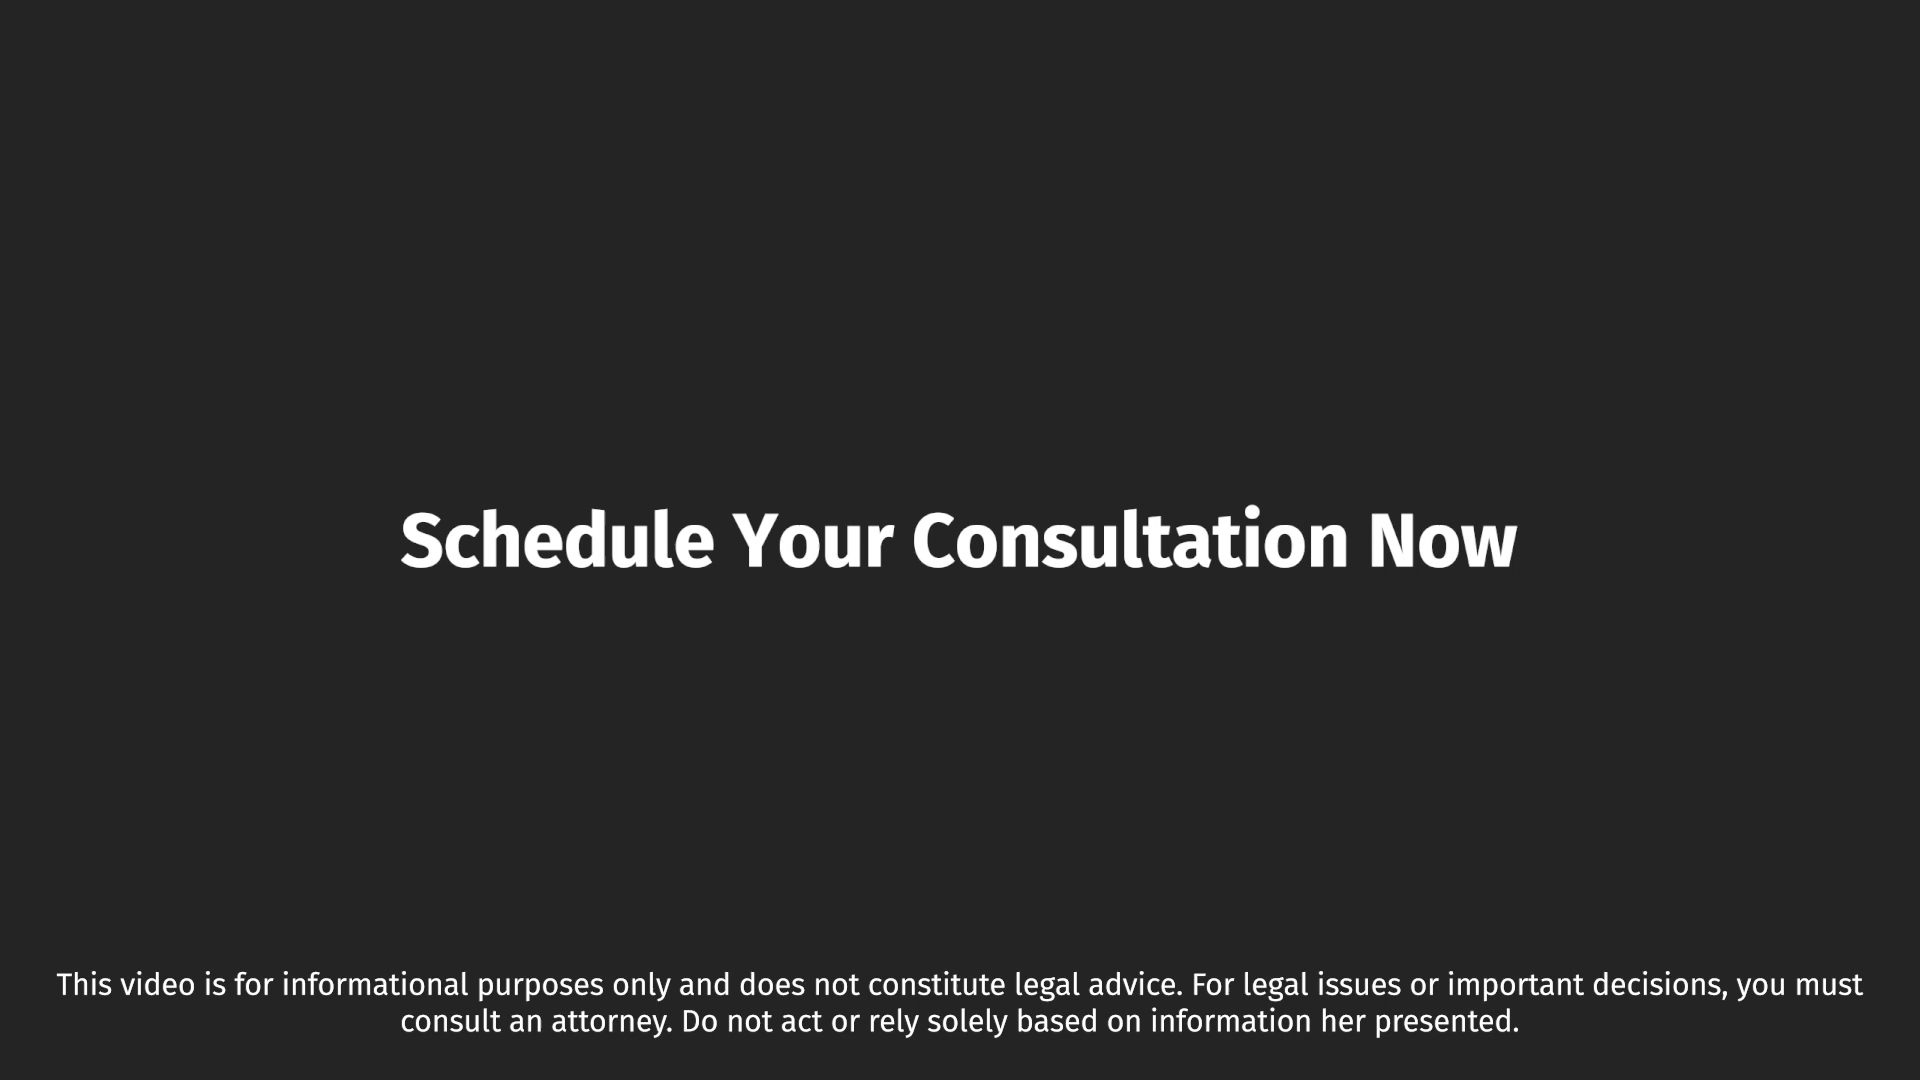 Schedule Your Consultation Now
This video is for informational purposes only and does not constitute legal advice. For legal issues or important decisions, you must
consult an attorney. Do not act or rely solely based on information her presented.